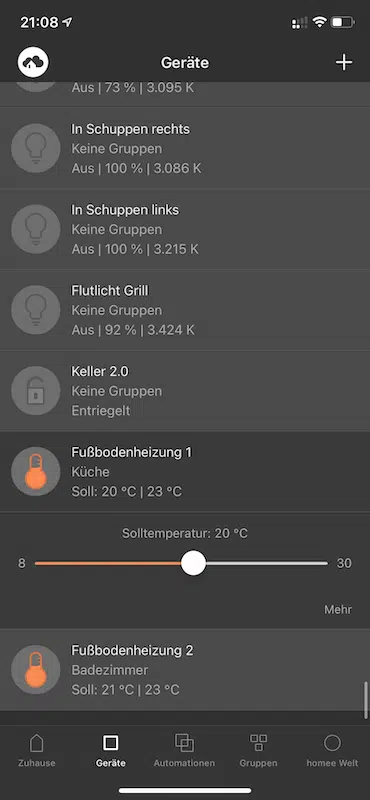 21:08
Geräte
Aus | 73 % | 3.095 K
In Schuppen rechts
Keine Gruppen
Aus | 100 % | 3.086 K
In Schuppen links
Keine Gruppen
Aus | 100 % | 3.215 K
Flutlicht Grill
Keine Gruppen
Aus | 92 % | 3.424 K
Keller 2.0
Keine Gruppen
Entriegelt
Fußbodenheizung 1
Küche
Soll: 20 °C | 23 °C
Solltemperatur: 20 °C
8 30
Mehr
Fußbodenheizung 2
Badezimmer
Soll: 21 °C | 23 °C
Zuhause Geräte Automationen Gruppen homee Welt